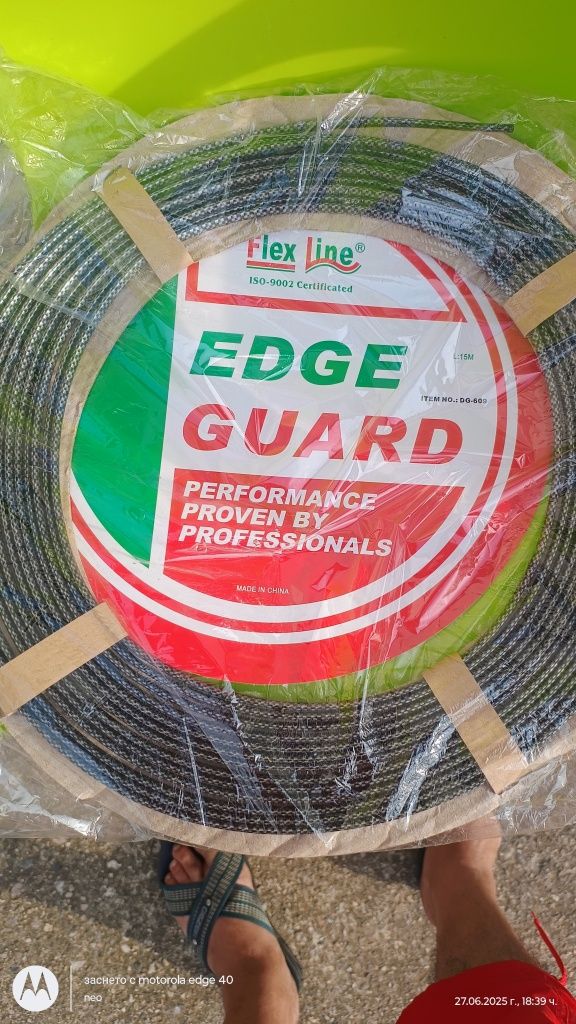 Flex Line®
ISO-9002 Certificated
EDGE
L:15M
ITEM NO.: DG-609
GUARD
PERFORMANCE
PROVEN BY
PROFESSIONALS
MADE IN CHINA
заснето с motorola edge 40
neo
27.06.2025 г., 18:39 ч.